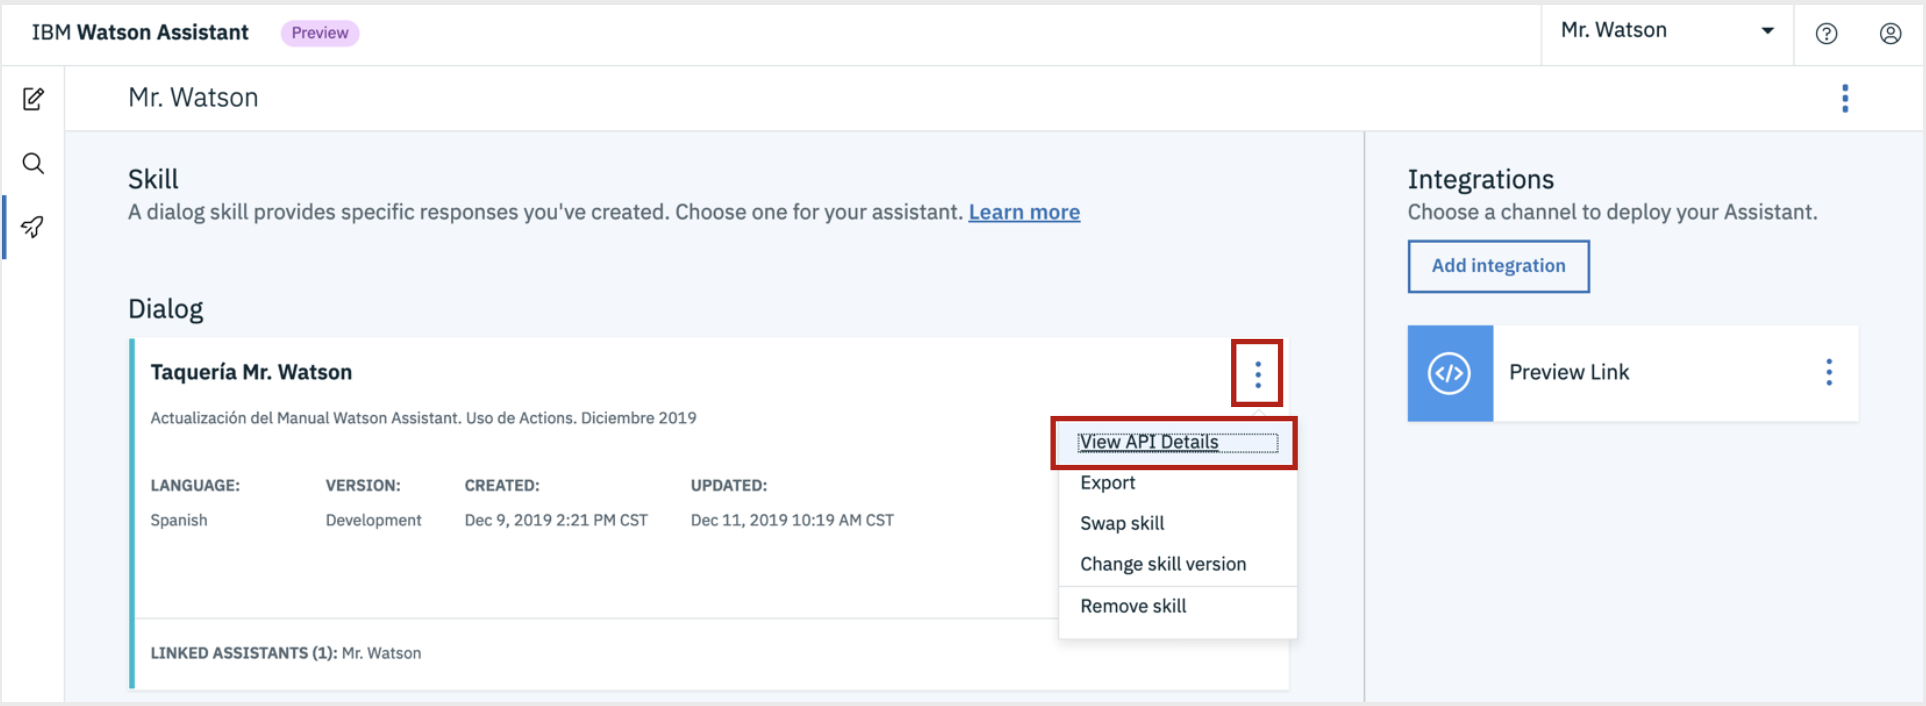 IBM Watson Assistant Preview Mr. Watson
Mr. Watson
Skill
A dialog skill provides specific responses you've created. Choose one for your assistant. Learn more
Integrations
Choose a channel to deploy your Assistant.
Add integration
Preview Link
Dialog
Taquería Mr. Watson
Actualización del Manual Watson Assistant. Uso de Actions. Diciembre 2019
LANGUAGE: VERSION: CREATED: UPDATED:
Spanish Development Dec 9, 2019 2:21 PM CST Dec 11, 2019 10:19 AM CST
View API Details
Export
Swap skill
Change skill version
Remove skill
LINKED ASSISTANTS (1): Mr. Watson